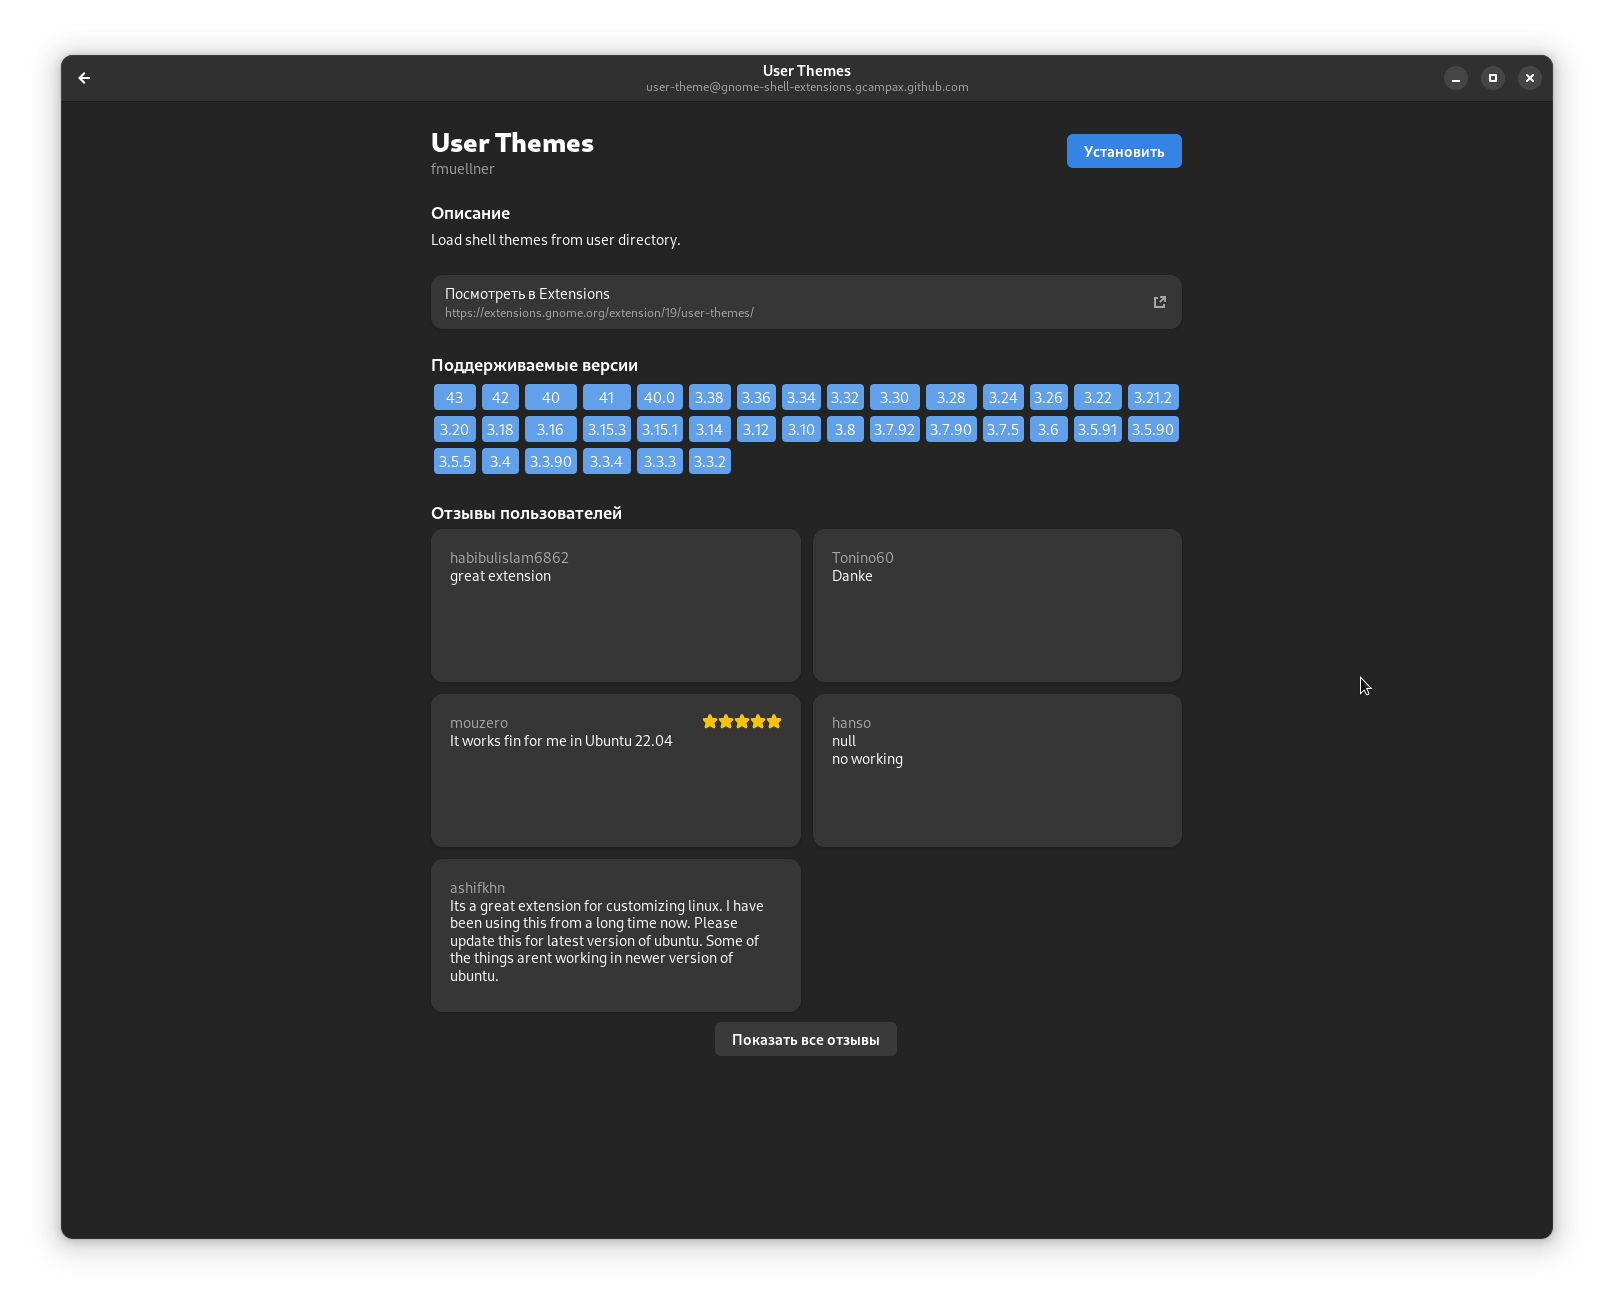 User Themes
user-theme@gnome-shell-extensions.gcampax.github.com
User Themes
fmuellner
Установить
Описание
Load shell themes from user directory.
Посмотреть в Extensions
https://extensions.gnome.org/extension/19/user-themes/
Поддерживаемые версии
43 42 40 41 40.0 3.38 3.36 3.34 3.32 3.30 3.28 3.24 3.26 3.22 3.21.2
3.20 3.18 3.16 3.15.3 3.15.1 3.14 3.12 3.10 3.8 3.7.92 3.7.90 3.7.5 3.6 3.5.91 3.5.90
3.5.5 3.4 3.3.90 3.3.4 3.3.3 3.3.2
Отзывы пользователей
habibulislam6862
great extension
Tonino60
Danke
mouzero
It works fin for me in Ubuntu 22.04
hanso
null
no working
ashifkhn
Its a great extension for customizing linux. I have
been using this from a long time now. Please
update this for latest version of ubuntu. Some of
the things arent working in newer version of
ubuntu.
Показать все отзывы